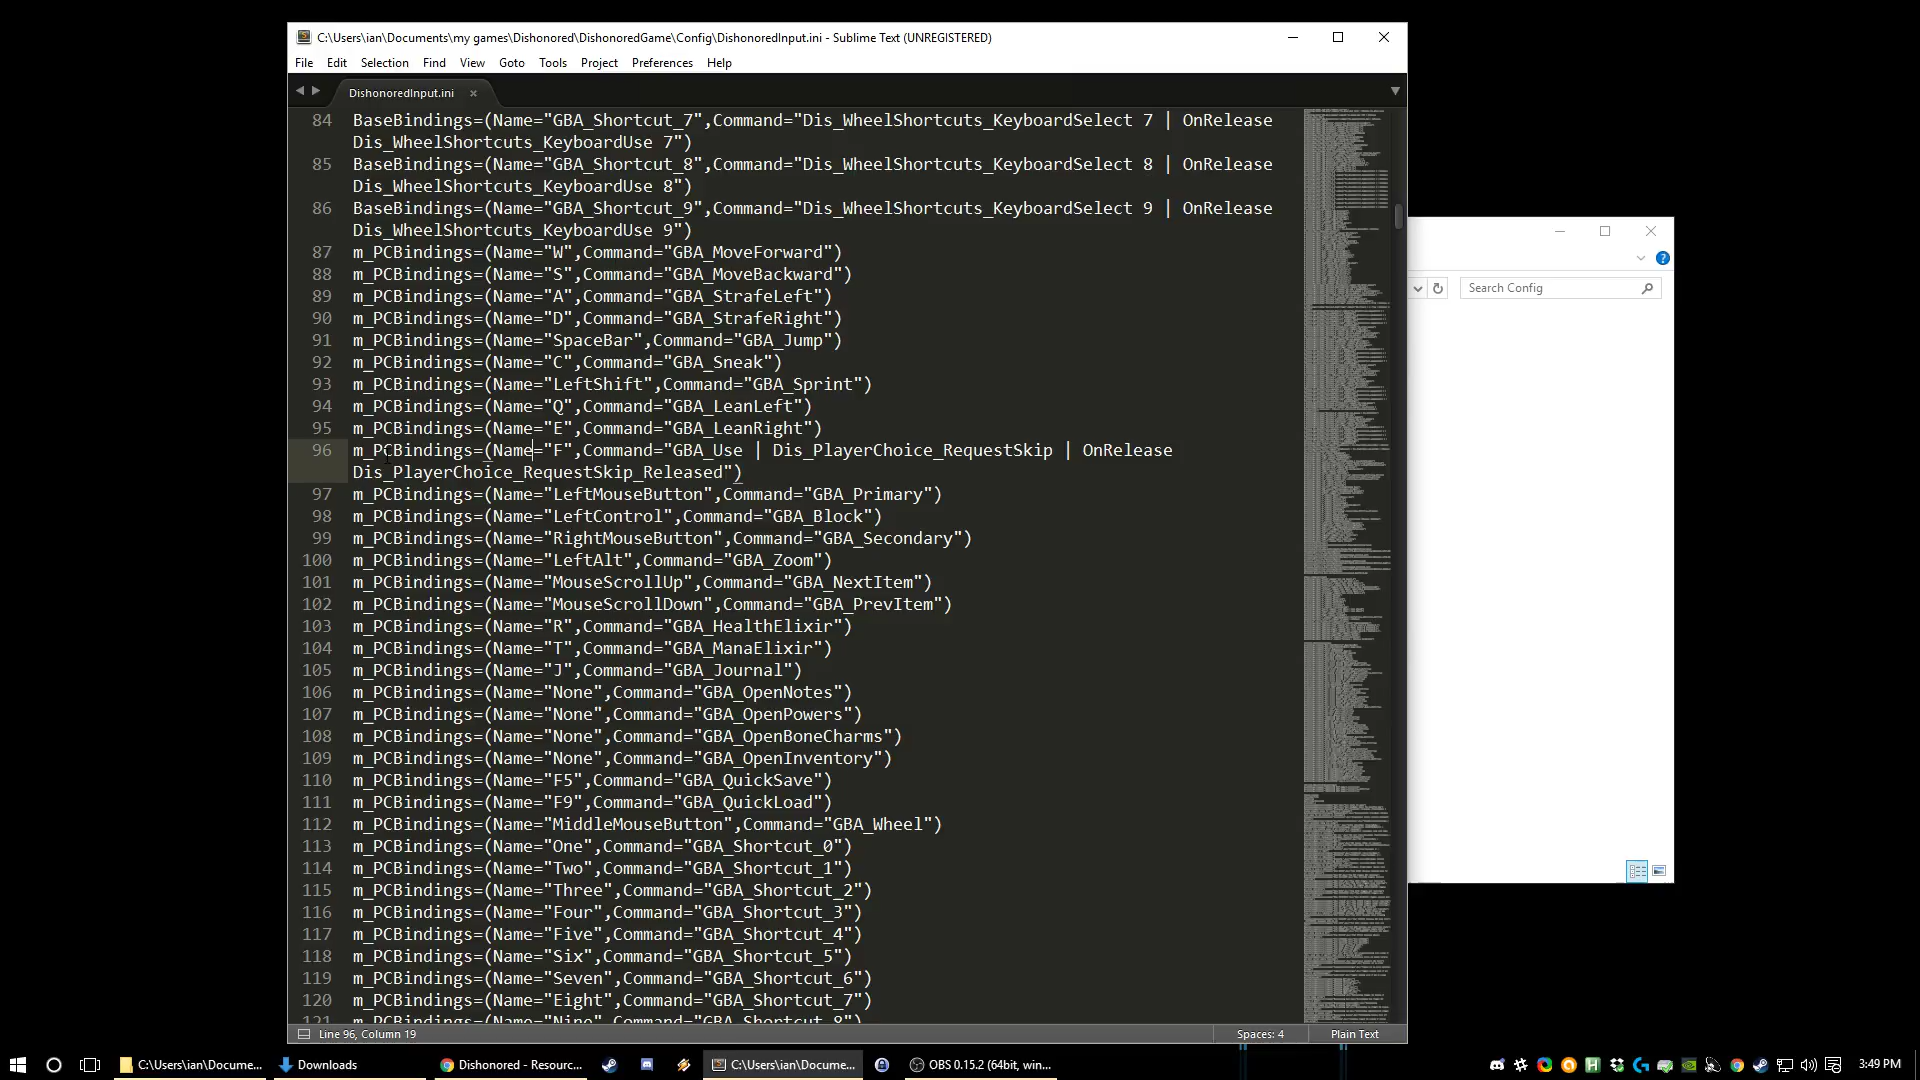 C:\Users\ian\Documents\my games\Dishonored\DishonoredGame\Config\DishonoredInput.ini - Sublime Text (UNREGISTERED)
File Edit Selection Find View Goto Tools Project Preferences Help
DishonoredInput.ini ×
84 BaseBindings=(Name="GBA_Shortcut_7",Command="Dis_WheelShortcuts_KeyboardSelect 7 | OnRelease
Dis_WheelShortcuts_KeyboardUse 7")
85 BaseBindings=(Name="GBA_Shortcut_8",Command="Dis_WheelShortcuts_KeyboardSelect 8 | OnRelease
Dis_WheelShortcuts_KeyboardUse 8")
86 BaseBindings=(Name="GBA_Shortcut_9",Command="Dis_WheelShortcuts_KeyboardSelect 9 | OnRelease
Dis_WheelShortcuts_KeyboardUse 9")
87 m_PCBindings=(Name="W",Command="GBA_MoveForward")
88 m_PCBindings=(Name="S",Command="GBA_MoveBackward")
89 m_PCBindings=(Name="A",Command="GBA_StrafeLeft")
90 m_PCBindings=(Name="D",Command="GBA_StrafeRight")
91 m_PCBindings=(Name="SpaceBar",Command="GBA_Jump")
92 m_PCBindings=(Name="C",Command="GBA_Sneak")
93 m_PCBindings=(Name="LeftShift",Command="GBA_Sprint")
94 m_PCBindings=(Name="Q",Command="GBA_LeanLeft")
95 m_PCBindings=(Name="E",Command="GBA_LeanRight")
96 m_PCBindings=(Name="F",Command="GBA_Use | Dis_PlayerChoice_RequestSkip | OnRelease
Dis_PlayerChoice_RequestSkip_Released")
97 m_PCBindings=(Name="LeftMouseButton",Command="GBA_Primary")
98 m_PCBindings=(Name="LeftControl",Command="GBA_Block")
99 m_PCBindings=(Name="RightMouseButton",Command="GBA_Secondary")
100 m_PCBindings=(Name="LeftAlt",Command="GBA_Zoom")
101 m_PCBindings=(Name="MouseScrollUp",Command="GBA_NextItem")
102 m_PCBindings=(Name="MouseScrollDown",Command="GBA_PrevItem")
103 m_PCBindings=(Name="R",Command="GBA_HealthElixir")
104 m_PCBindings=(Name="T",Command="GBA_ManaElixir")
105 m_PCBindings=(Name="J",Command="GBA_Journal")
106 m_PCBindings=(Name="None",Command="GBA_OpenNotes")
107 m_PCBindings=(Name="None",Command="GBA_OpenPowers")
108 m_PCBindings=(Name="None",Command="GBA_OpenBoneCharms")
109 m_PCBindings=(Name="None",Command="GBA_OpenInventory")
110 m_PCBindings=(Name="F5",Command="GBA_QuickSave")
111 m_PCBindings=(Name="F9",Command="GBA_QuickLoad")
112 m_PCBindings=(Name="MiddleMouseButton",Command="GBA_Wheel")
113 m_PCBindings=(Name="One",Command="GBA_Shortcut_0")
114 m_PCBindings=(Name="Two",Command="GBA_Shortcut_1")
115 m_PCBindings=(Name="Three",Command="GBA_Shortcut_2")
116 m_PCBindings=(Name="Four",Command="GBA_Shortcut_3")
117 m_PCBindings=(Name="Five",Command="GBA_Shortcut_4")
118 m_PCBindings=(Name="Six",Command="GBA_Shortcut_5")
119 m_PCBindings=(Name="Seven",Command="GBA_Shortcut_6")
120 m_PCBindings=(Name="Eight",Command="GBA_Shortcut_7")
121 m_PCBindings=(Name="Nine",Command="GBA_Shortcut_8")
Line 96, Column 19 Spaces: 4 Plain Text
Search Config
C:\Users\ian\Docume... Downloads Dishonored - Resourc... C:\Users\ian\Docume... OBS 0.15.2 (64bit, win... 3:49 PM